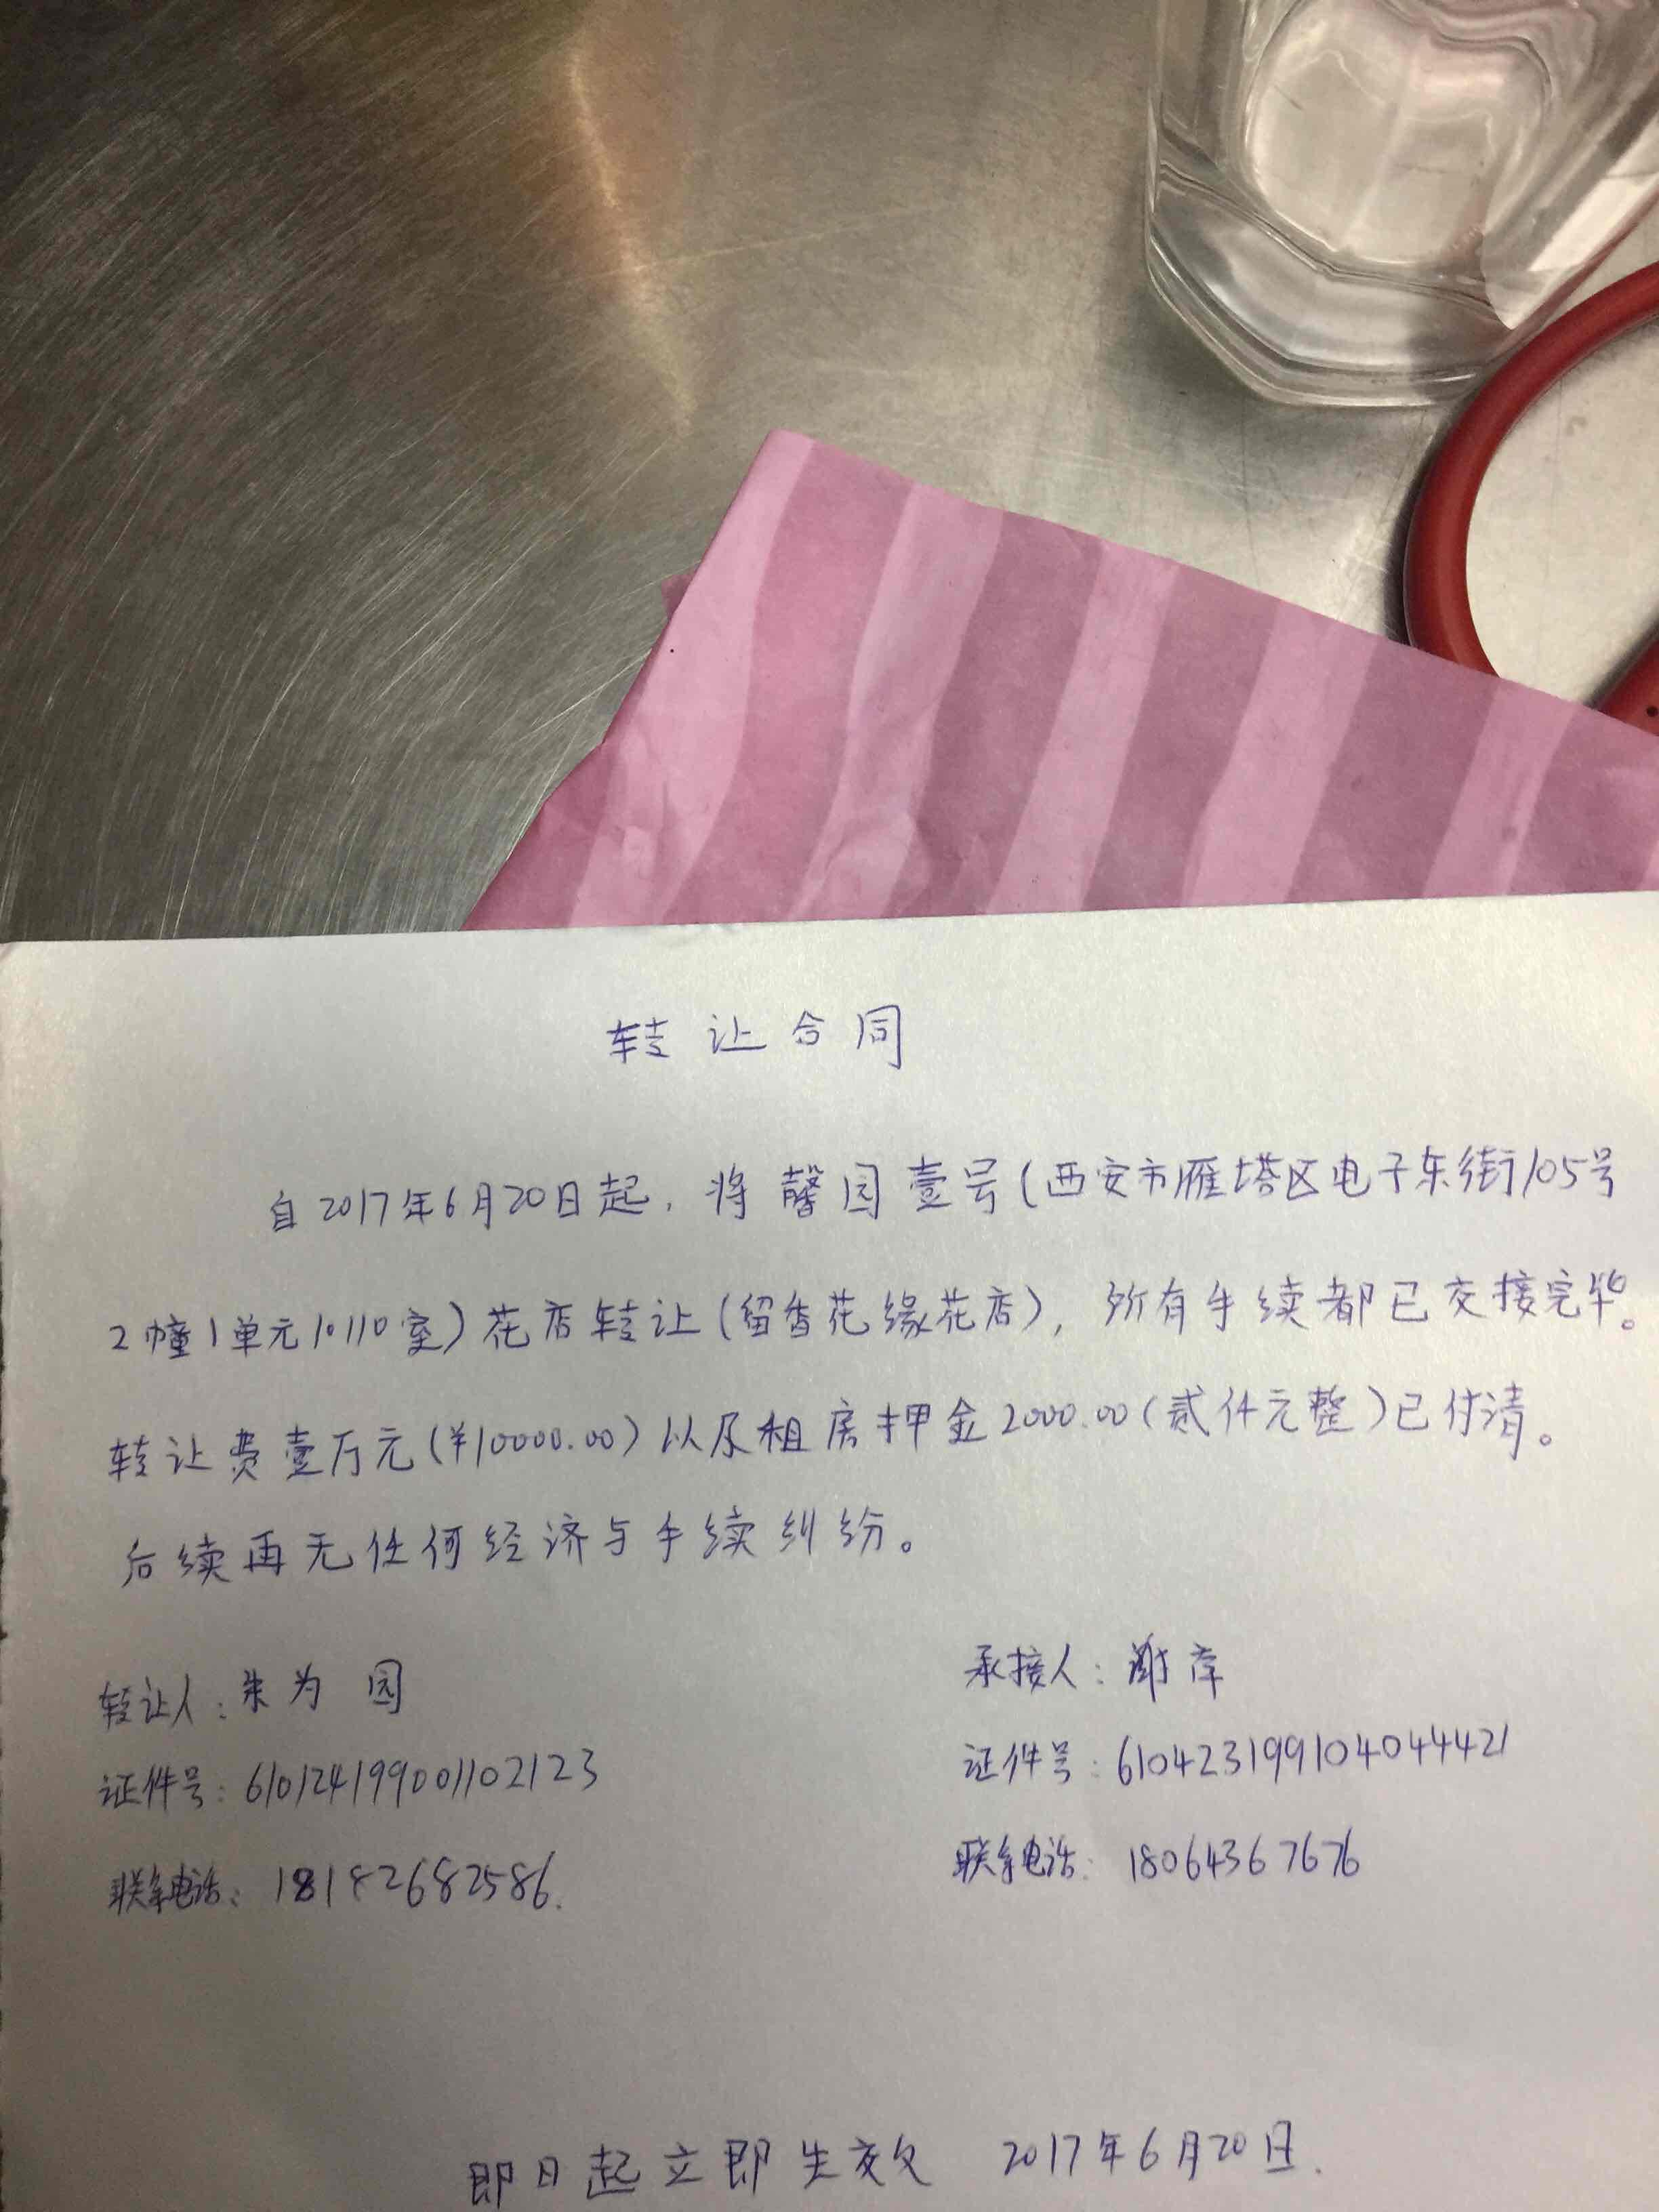 转让合同
自2017年6月20日起，将馨园壹号(西安市雁塔区电子东街105号
2幢1单元10110室)花店转让(留香花缘花店)，所有手续都已交接完毕。
转让费壹万元(¥10000.00)以及租房押金2000.00(贰仟元整)已付清。
后续再无任何经济与手续纠纷。
转让人：朱为园
承接人：谢
证件号：610124199001102123
证件号：610423199104044421
联系电话：18182682586.
联系电话：18064367676
即日起立即生效 2017年6月20日.